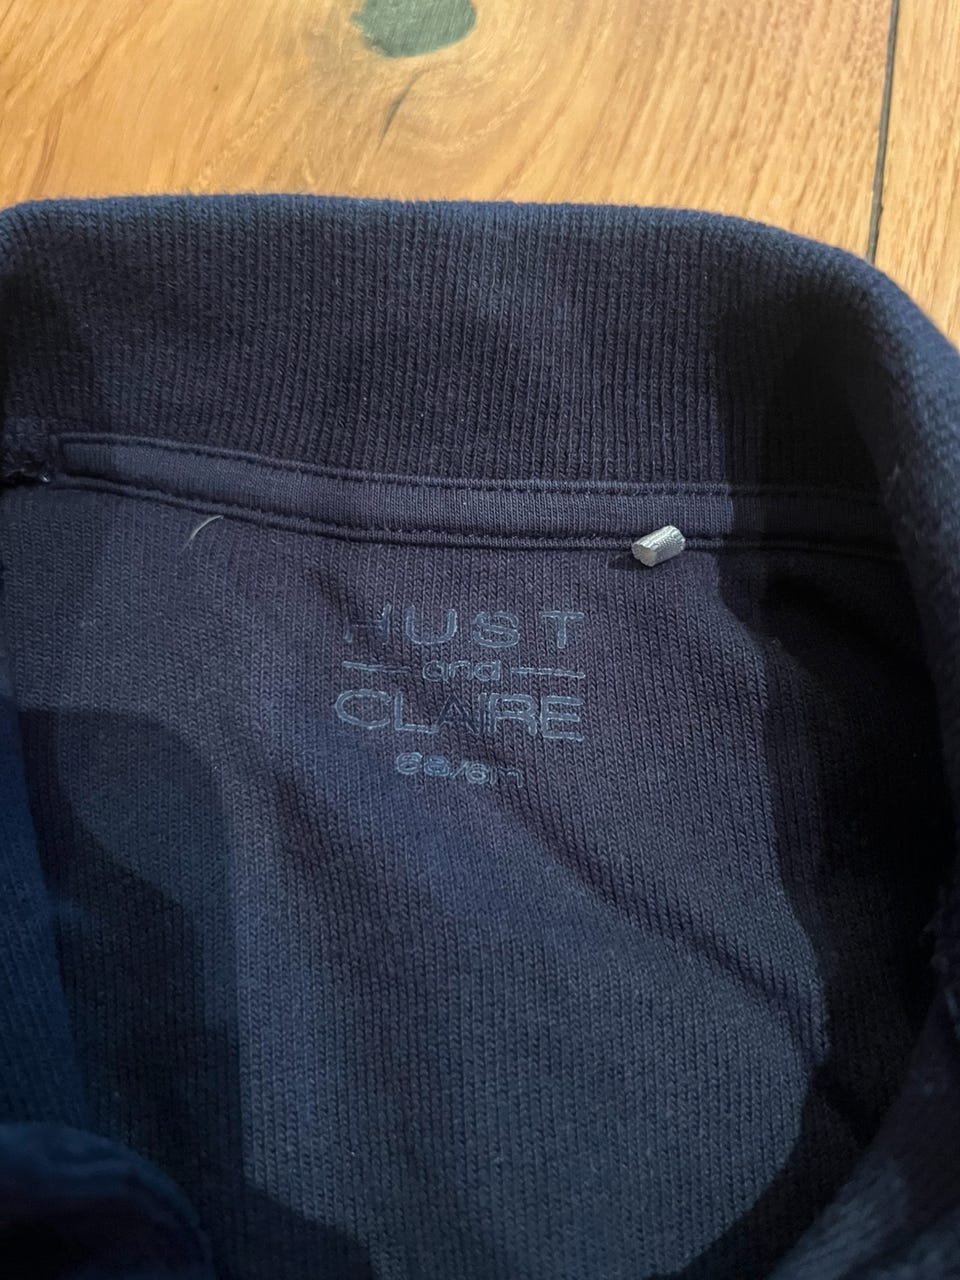 HUST
and
CLAIRE
68/6m